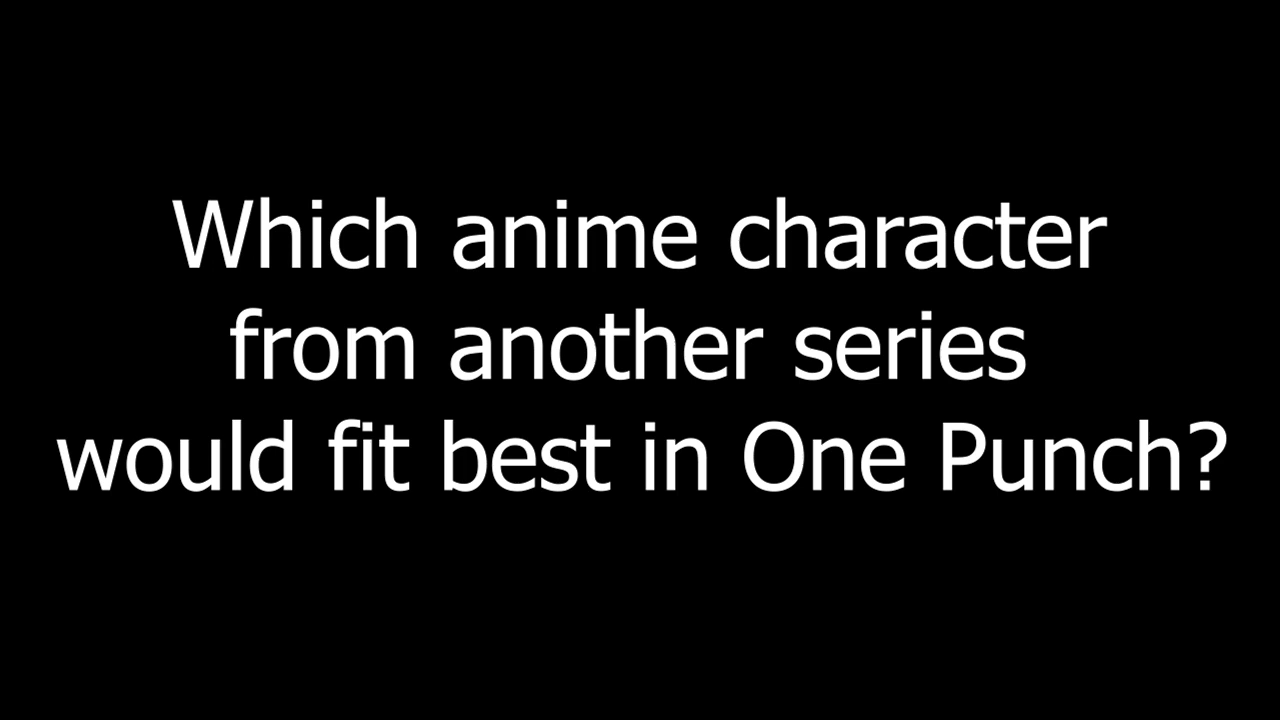 Which anime character
from another series
would fit best in One Punch?